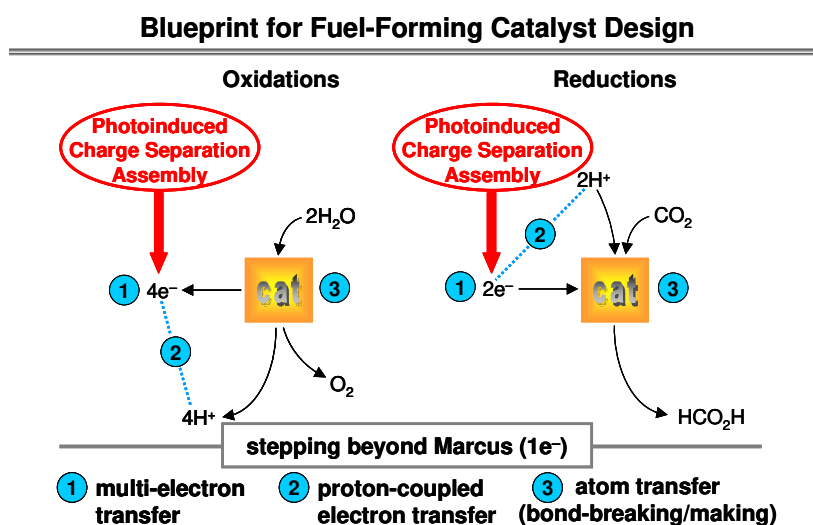 Blueprint for Fuel-Forming Catalyst Design
Oxidations
Reductions
Photoinduced
Charge Separation
Assembly
2H₂O
1 4e⁻
cat
3
2
O₂
4H⁺
Photoinduced
Charge Separation
Assembly
2H⁺
CO₂
2
1 2e⁻
cat
3
HCO₂H
stepping beyond Marcus (1e⁻)
1 multi-electron
transfer
2 proton-coupled
electron transfer
3 atom transfer
(bond-breaking/making)